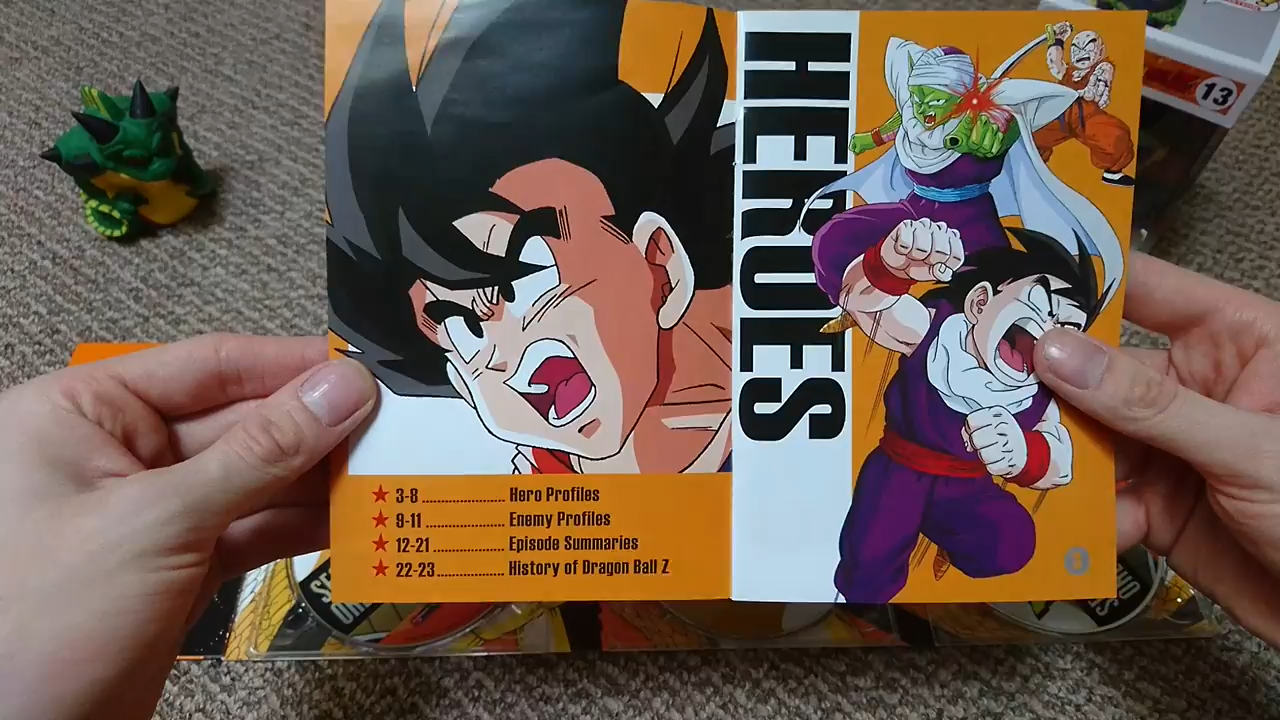 ★ 3-8 ........................ Hero Profiles
★ 9-11 ....................... Enemy Profiles
★ 12-21 ..................... Episode Summaries
★ 22-23 .................... History of Dragon Ball Z
HEROES
3
13